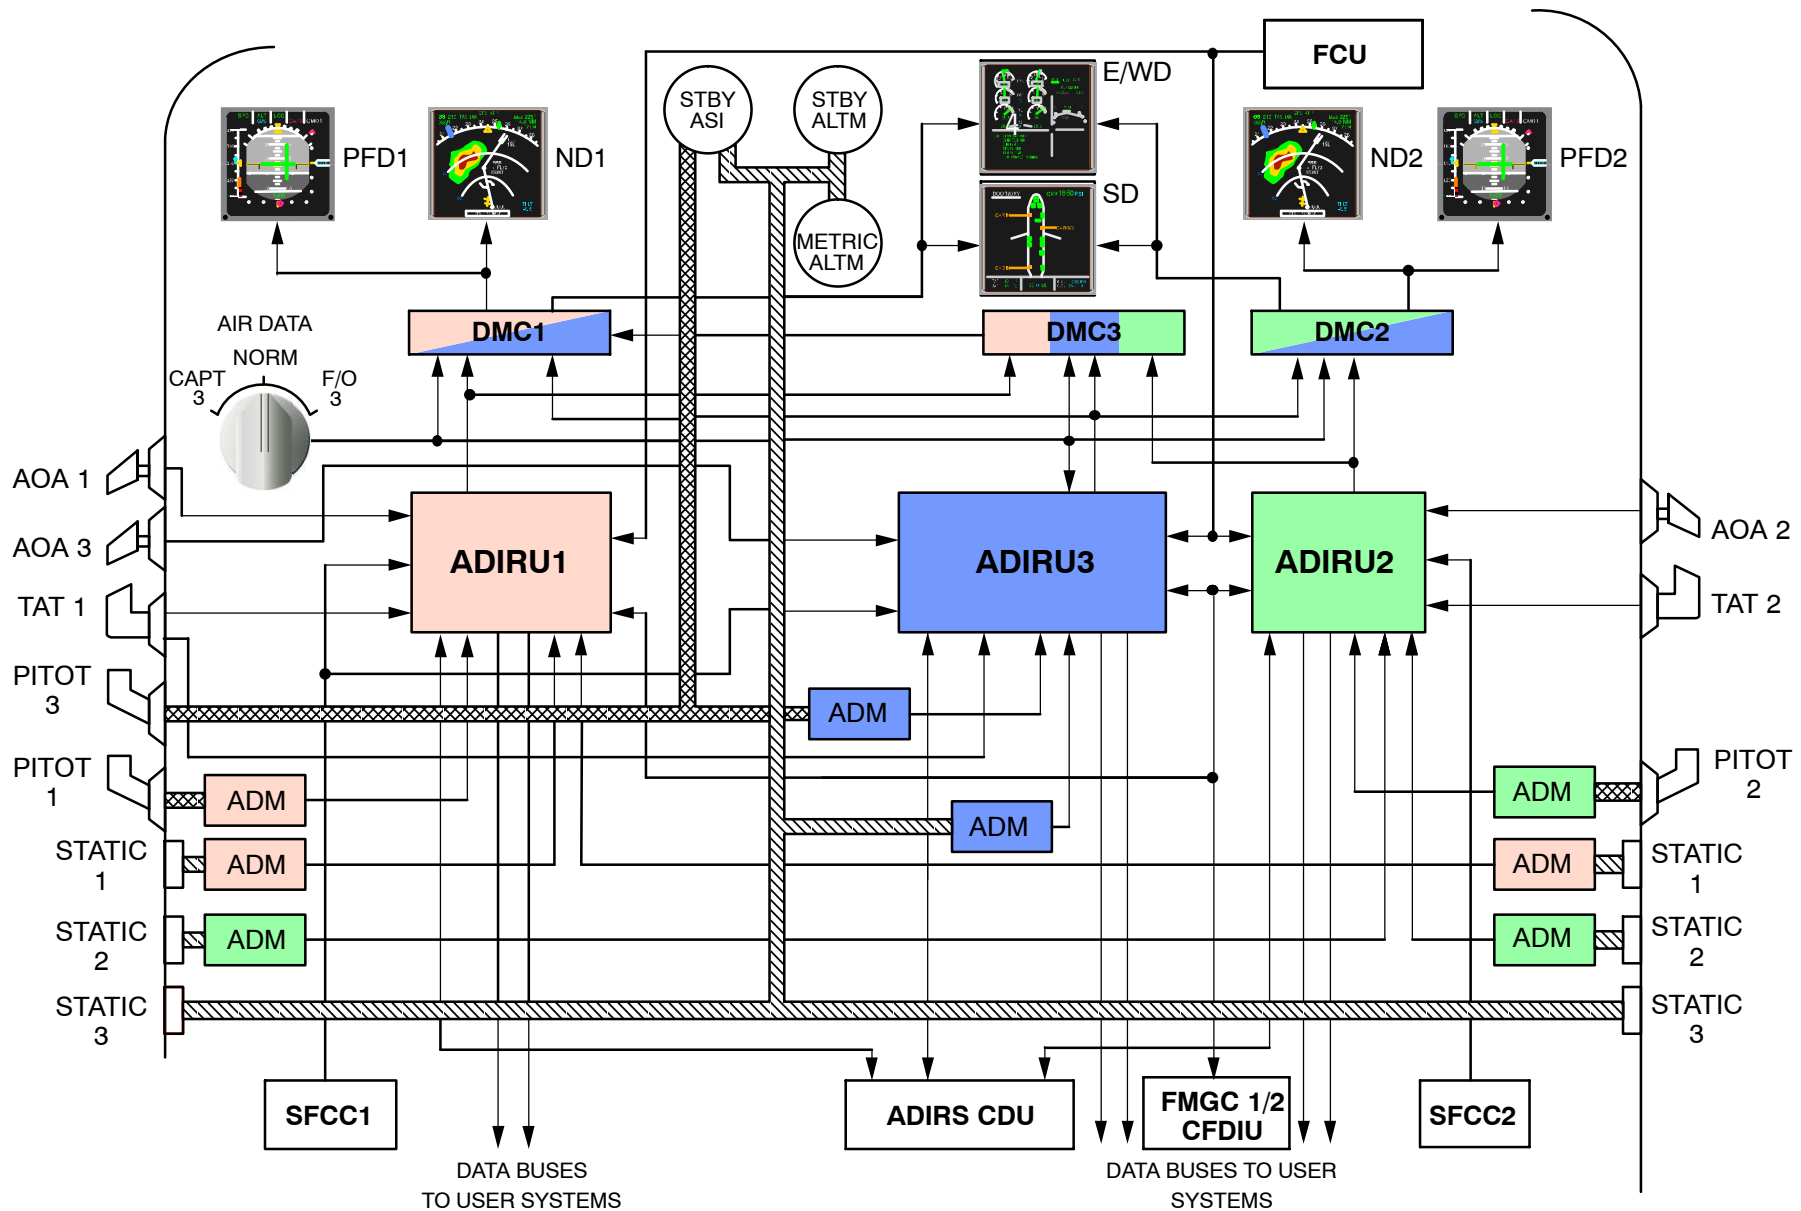 FCU
E/WD
STBY
ASI
STBY
ALTM
PFD1
ND1
ND2
PFD2
SD
METRIC
ALTM
DMC1
DMC3
DMC2
AIR DATA
NORM
CAPT
3
F/O
3
AOA 1
AOA 3
TAT 1
PITOT
3
PITOT
1
STATIC
1
STATIC
2
STATIC
3
ADIRU1
ADIRU3
ADIRU2
AOA 2
TAT 2
PITOT
2
STATIC
1
STATIC
2
STATIC
3
ADM
ADM
ADM
ADM
ADM
ADM
ADM
ADM
SFCC1
ADIRS CDU
FMGC 1/2
CFDIU
SFCC2
DATA BUSES
TO USER SYSTEMS
DATA BUSES TO USER
SYSTEMS